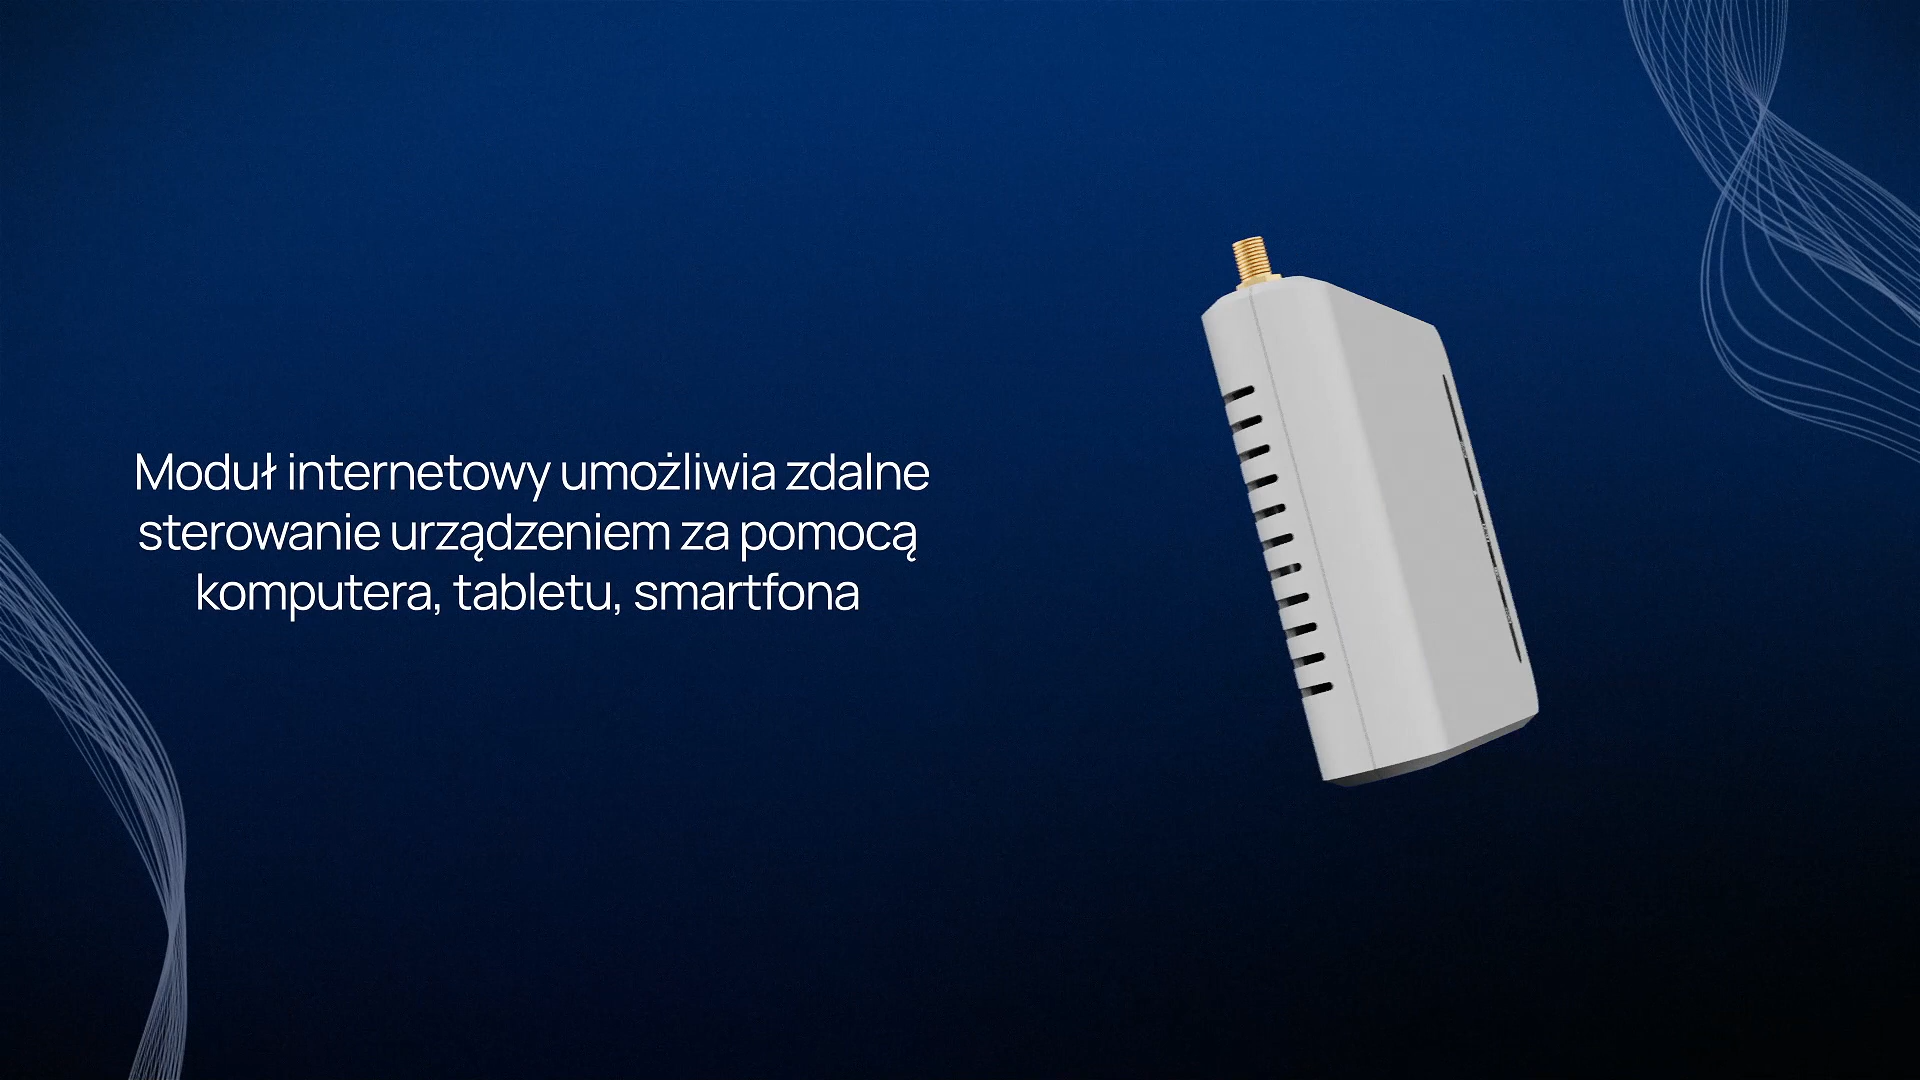 Moduł internetowy umożliwia zdalne
sterowanie urządzeniem za pomocą
komputera, tabletu, smartfona